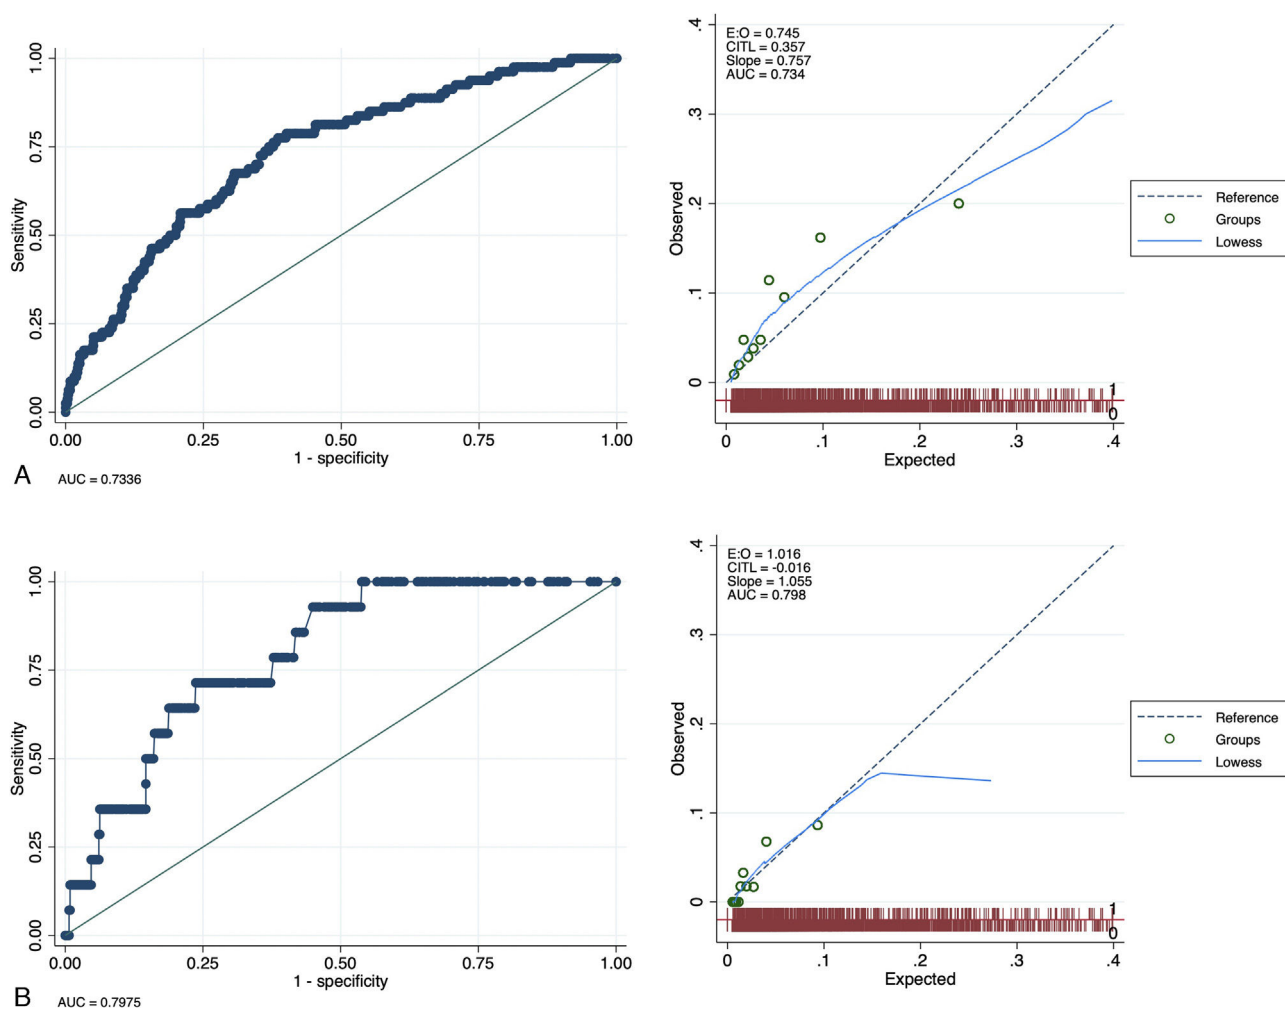 1.00
0.75
0.50
0.25
0.00
Sensitivity
0.00 0.25 0.50 0.75 1.00
1 - specificity
A
AUC = 0.7336
E:O = 0.745
CITL = 0.357
Slope = 0.757
AUC = 0.734
.4
.3
.2
.1
0
Observed
1
0
0 .1 .2 .3 .4
Expected
Reference
Groups
Lowess
1.00
0.75
0.50
0.25
0.00
Sensitivity
0.00 0.25 0.50 0.75 1.00
1 - specificity
B
AUC = 0.7975
E:O = 1.016
CITL = -0.016
Slope = 1.055
AUC = 0.798
.4
.3
.2
.1
0
Observed
1
0
0 .1 .2 .3 .4
Expected
Reference
Groups
Lowess